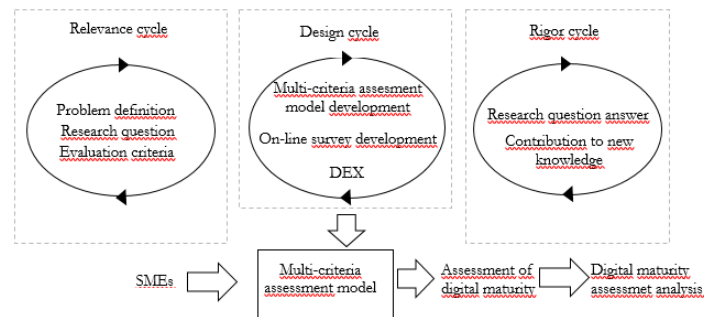 Relevance cycle
Problem definition
Research question
Evaluation criteria
Design cycle
Multi-criteria assesment
model development
On-line survey development
DEX
Rigor cycle
Research question answer
Contribution to new
knowledge
SMEs
Multi-criteria
assessment model
Assessment of
digital maturity
Digital maturity
assessmet analysis